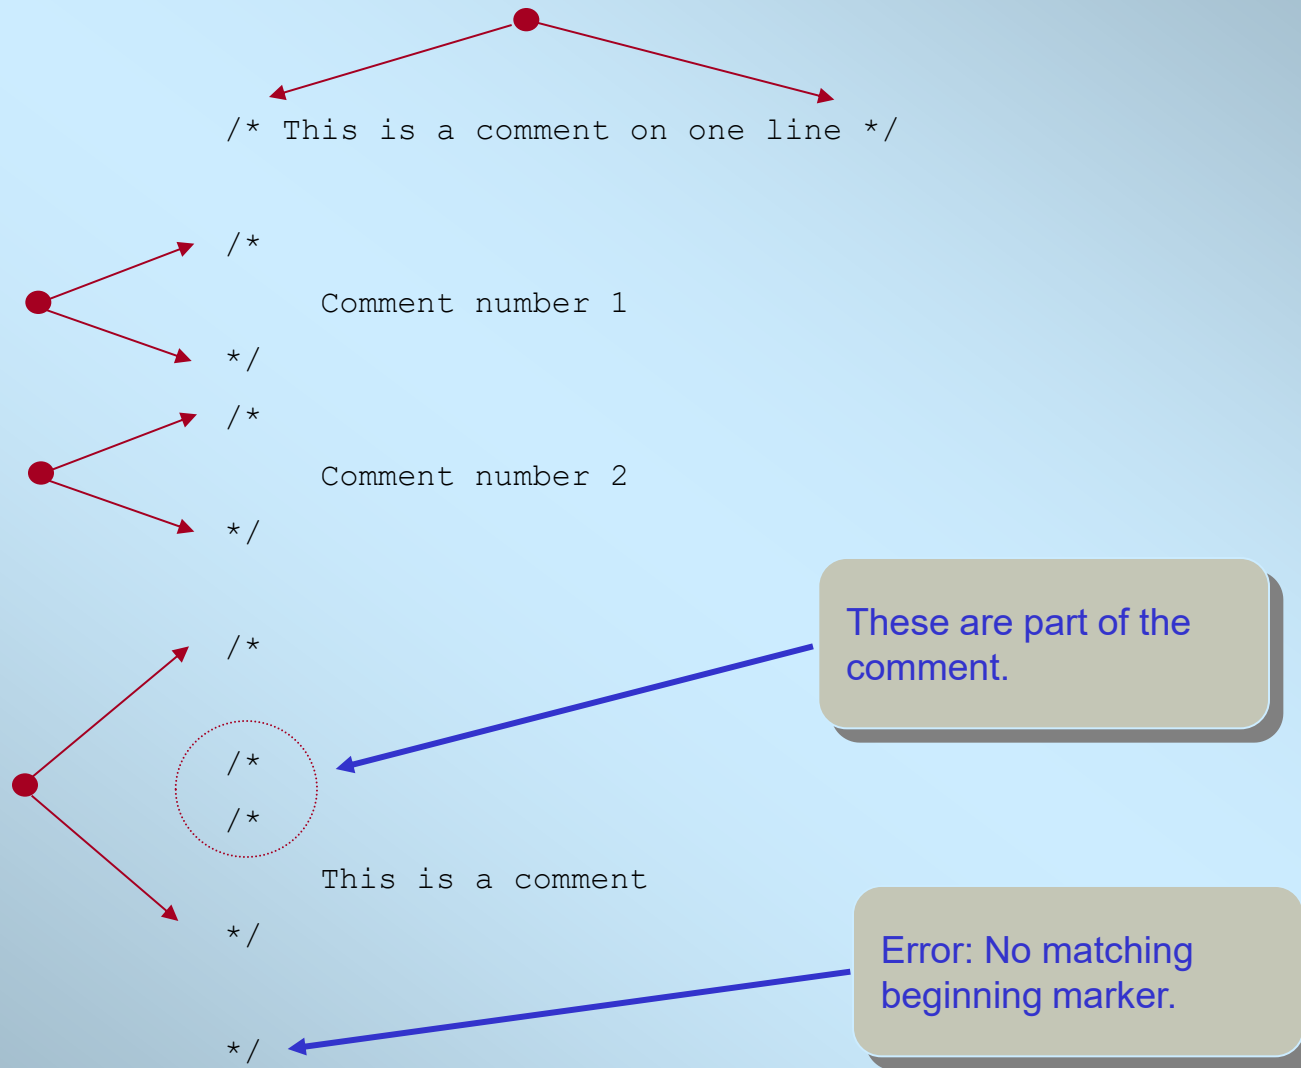 /* This is a comment on one line */
/*
Comment number 1
*/
/*
Comment number 2
*/
/*
These are part of the
comment.
/*
/*
This is a comment
*/
Error: No matching
beginning marker.
*/